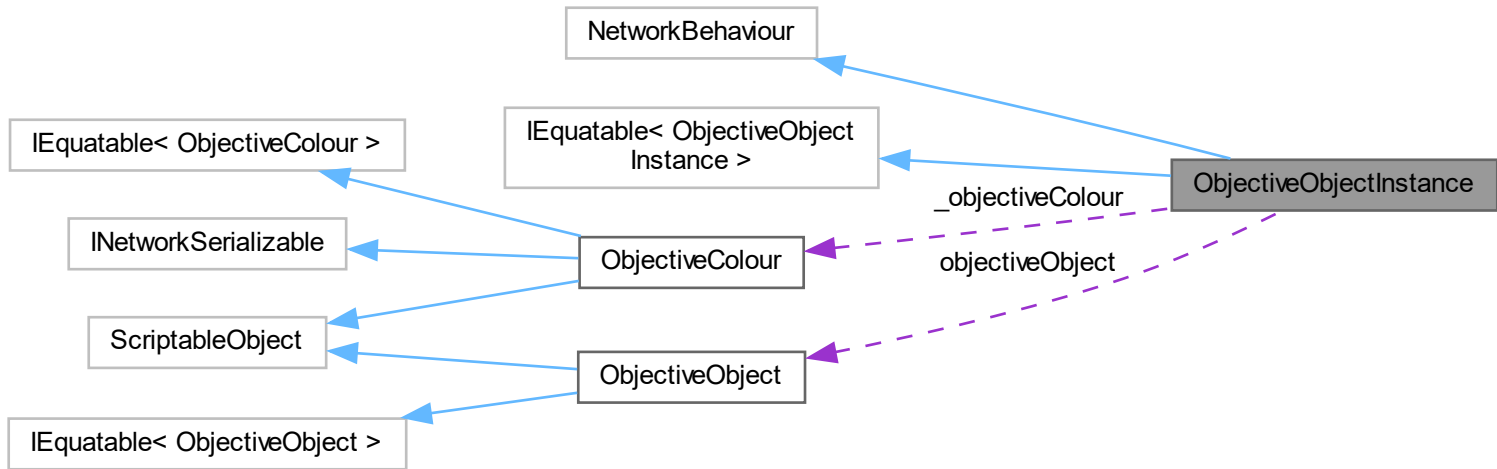 NetworkBehaviour
IEquatable< ObjectiveObject
Instance >
IEquatable< ObjectiveColour >
ObjectiveObjectInstance
_objectiveColour
INetworkSerializable
ObjectiveColour
objectiveObject
ScriptableObject
ObjectiveObject
IEquatable< ObjectiveObject >